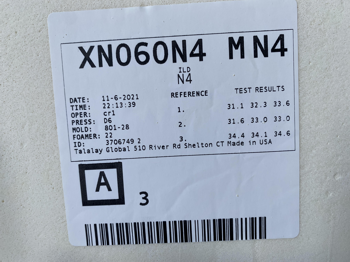 XN060N4 M N4
ILD
N4
DATE: 11-6-2021
TIME: 22:13:39
OPER: cr1
PRESS: D6
MOLD: 801-28
FOAMER: 22
ID: 3706749 2
REFERENCE
1.
2.
3.
TEST RESULTS
31.1 32.3 33.6
31.6 33.0 33.0
34.4 34.1 34.6
Talalay Global 510 River Rd Shelton CT Made in USA
A
3